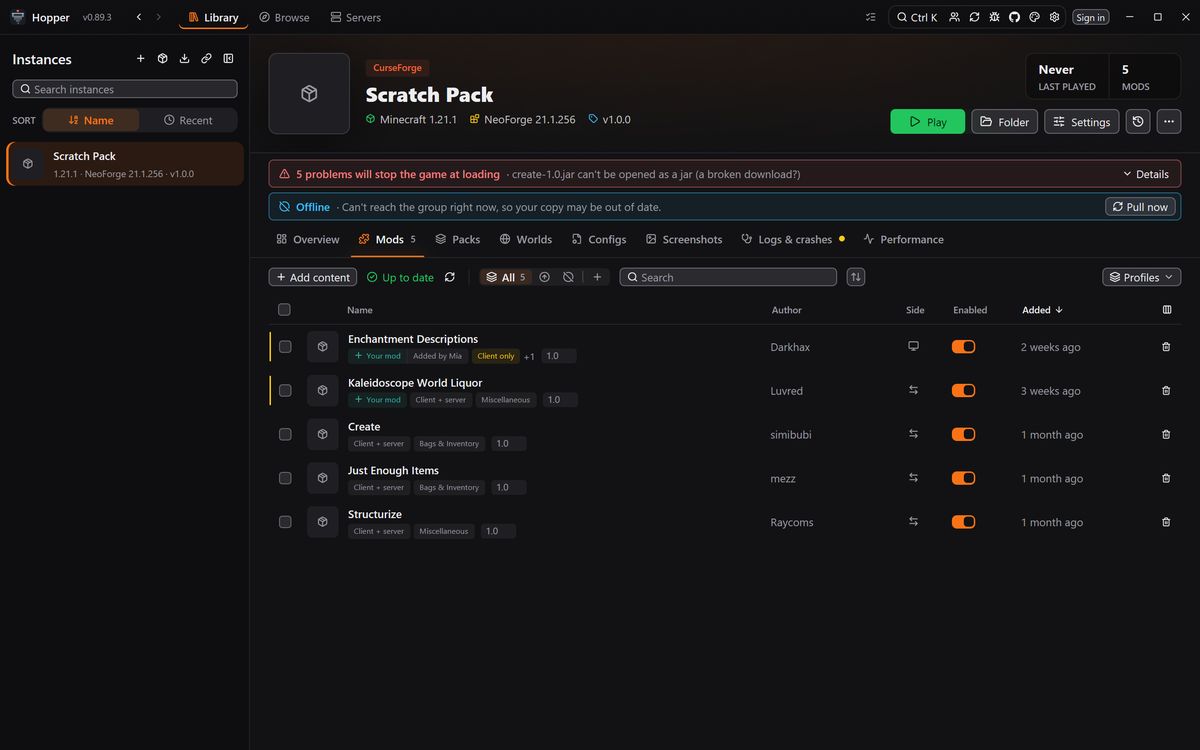 Hopper v0.89.3 Library Browse Servers Ctrl K Sign in
Instances
Search instances
SORT Name Recent
Scratch Pack
1.21.1 · NeoForge 21.1.256 · v1.0.0
CurseForge
Scratch Pack
Minecraft 1.21.1 NeoForge 21.1.256 v1.0.0
Never
LAST PLAYED
5
MODS
Play Folder Settings
5 problems will stop the game at loading · create-1.0.jar can't be opened as a jar (a broken download?) Details
Offline · Can't reach the group right now, so your copy may be out of date. Pull now
Overview Mods 5 Packs Worlds Configs Screenshots Logs & crashes Performance
+ Add content Up to date All 5 + Search Profiles
Name Author Side Enabled Added
Enchantment Descriptions
+ Your mod Added by Mia Client only +1 1.0
Darkhax 2 weeks ago
Kaleidoscope World Liquor
+ Your mod Client + server Miscellaneous 1.0
Luvred 3 weeks ago
Create
Client + server Bags & Inventory 1.0
simibubi 1 month ago
Just Enough Items
Client + server Bags & Inventory 1.0
mezz 1 month ago
Structurize
Client + server Miscellaneous 1.0
Raycoms 1 month ago